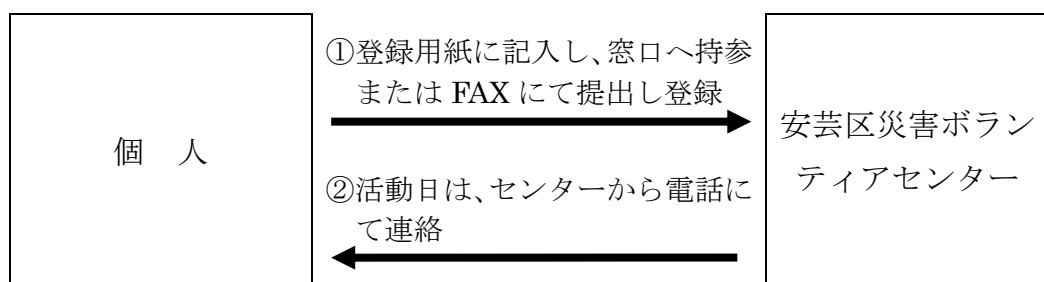 個　人
①登録用紙に記入し、窓口へ持参
または FAX にて提出し登録
②活動日は、センターから電話に
て連絡
安芸区災害ボラン
ティアセンター